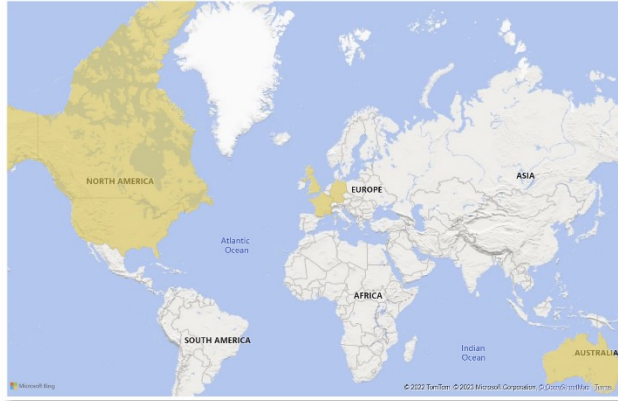 NORTH AMERICA
EUROPE
ASIA
Atlantic
Ocean
AFRICA
SOUTH AMERICA
Indian
Ocean
AUSTRALIA
Microsoft Bing
© 2022 TomTom, © 2023 Microsoft Corporation, © OpenStreetMap Terms